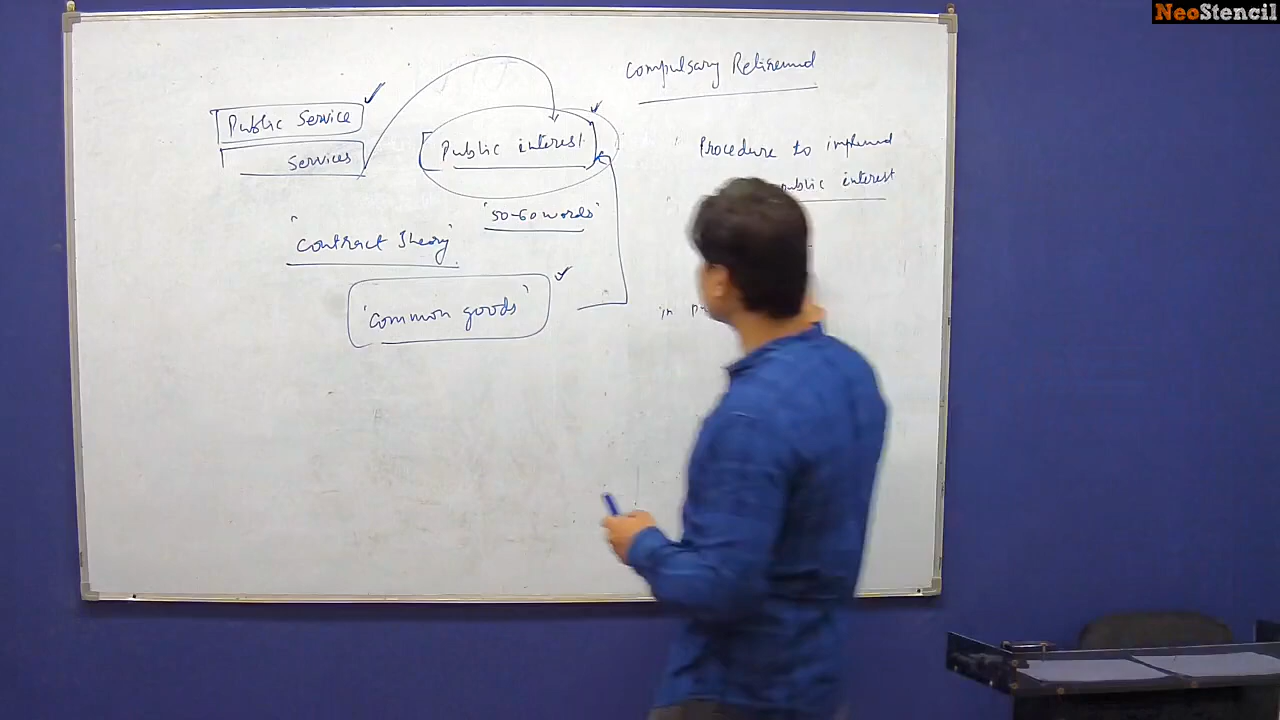 NeoStencil
Compulsary Retirement
Public Service
Services
Public interest
Procedure to implement
public interest
'50-60 words'
"Contract Theory"
'common goods'
in